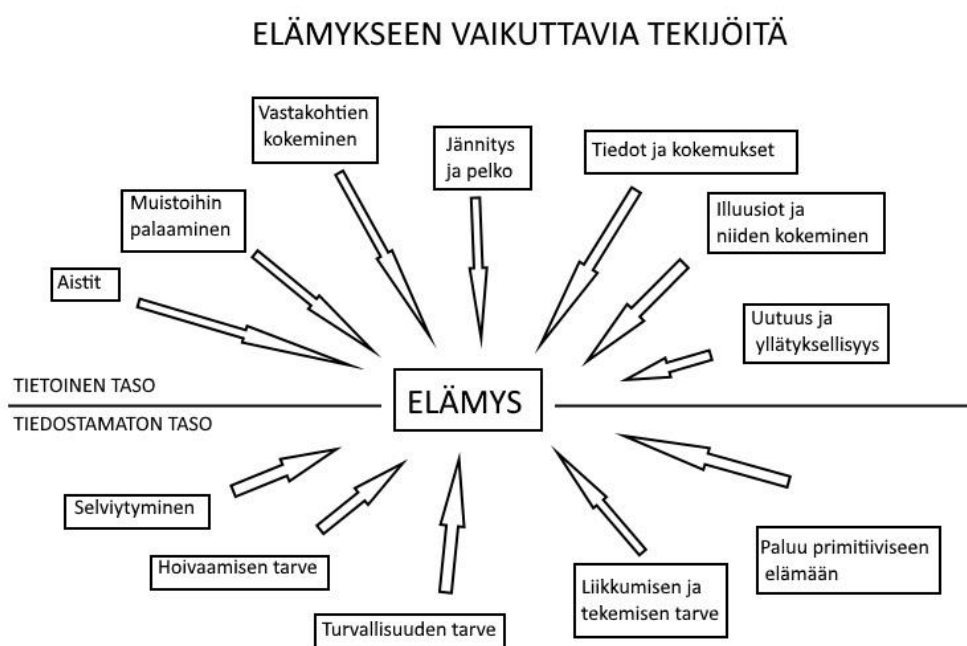 ELÄMYKSEEN VAIKUTTAVIA TEKIJÖITÄ
Vastakohtien
kokeminen
Jännitys
ja pelko
Tiedot ja kokemukset
Muistoihin
palaaminen
Illuusiot ja
niiden kokeminen
Aistit
Uutuus ja
yllätyksellisyys
TIETOINEN TASO
ELÄMYS
TIEDOSTAMATON TASO
Selviytyminen
Hoivaamisen tarve
Turvallisuuden tarve
Liikkumisen ja
tekemisen tarve
Paluu primitiiviseen
elämään